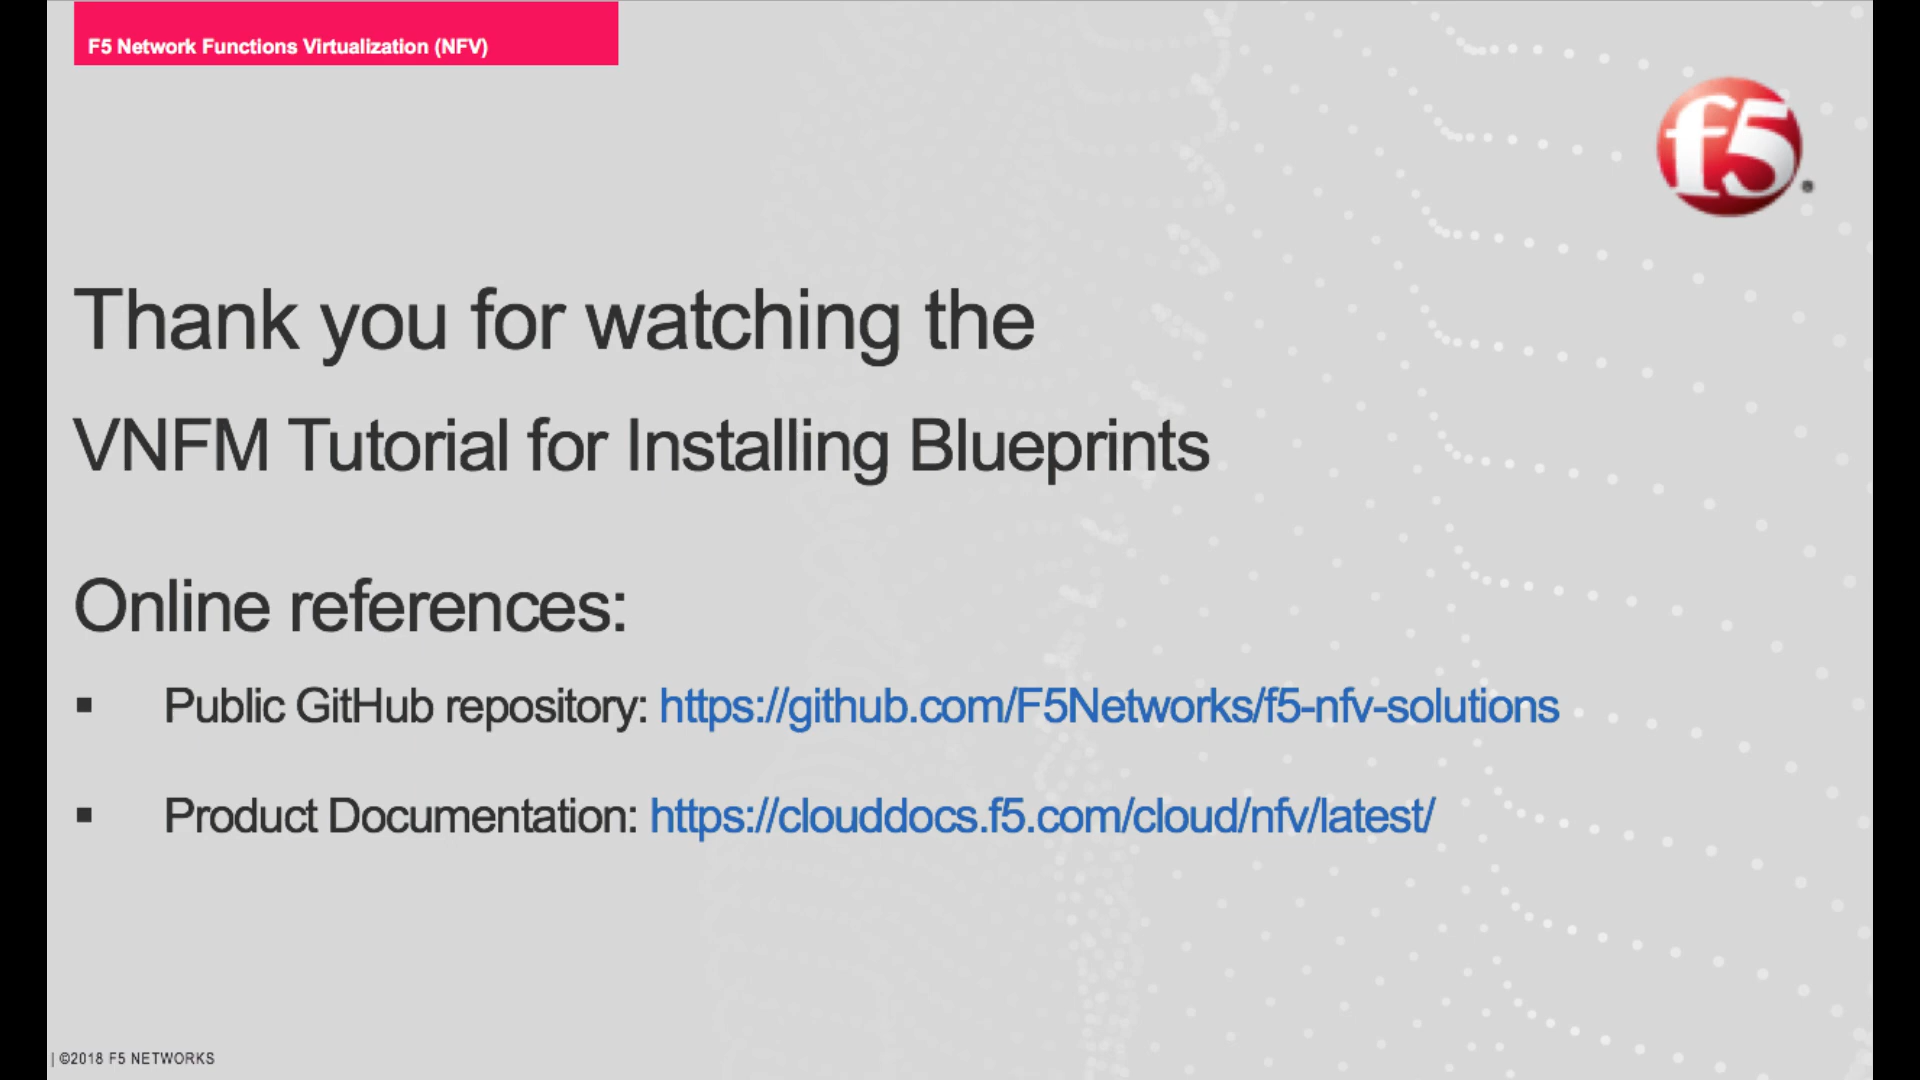 F5 Network Functions Virtualization (NFV)
f5.
Thank you for watching the
VNFM Tutorial for Installing Blueprints
Online references:
▪ Public GitHub repository: https://github.com/F5Networks/f5-nfv-solutions
▪ Product Documentation: https://clouddocs.f5.com/cloud/nfv/latest/
| ©2018 F5 NETWORKS